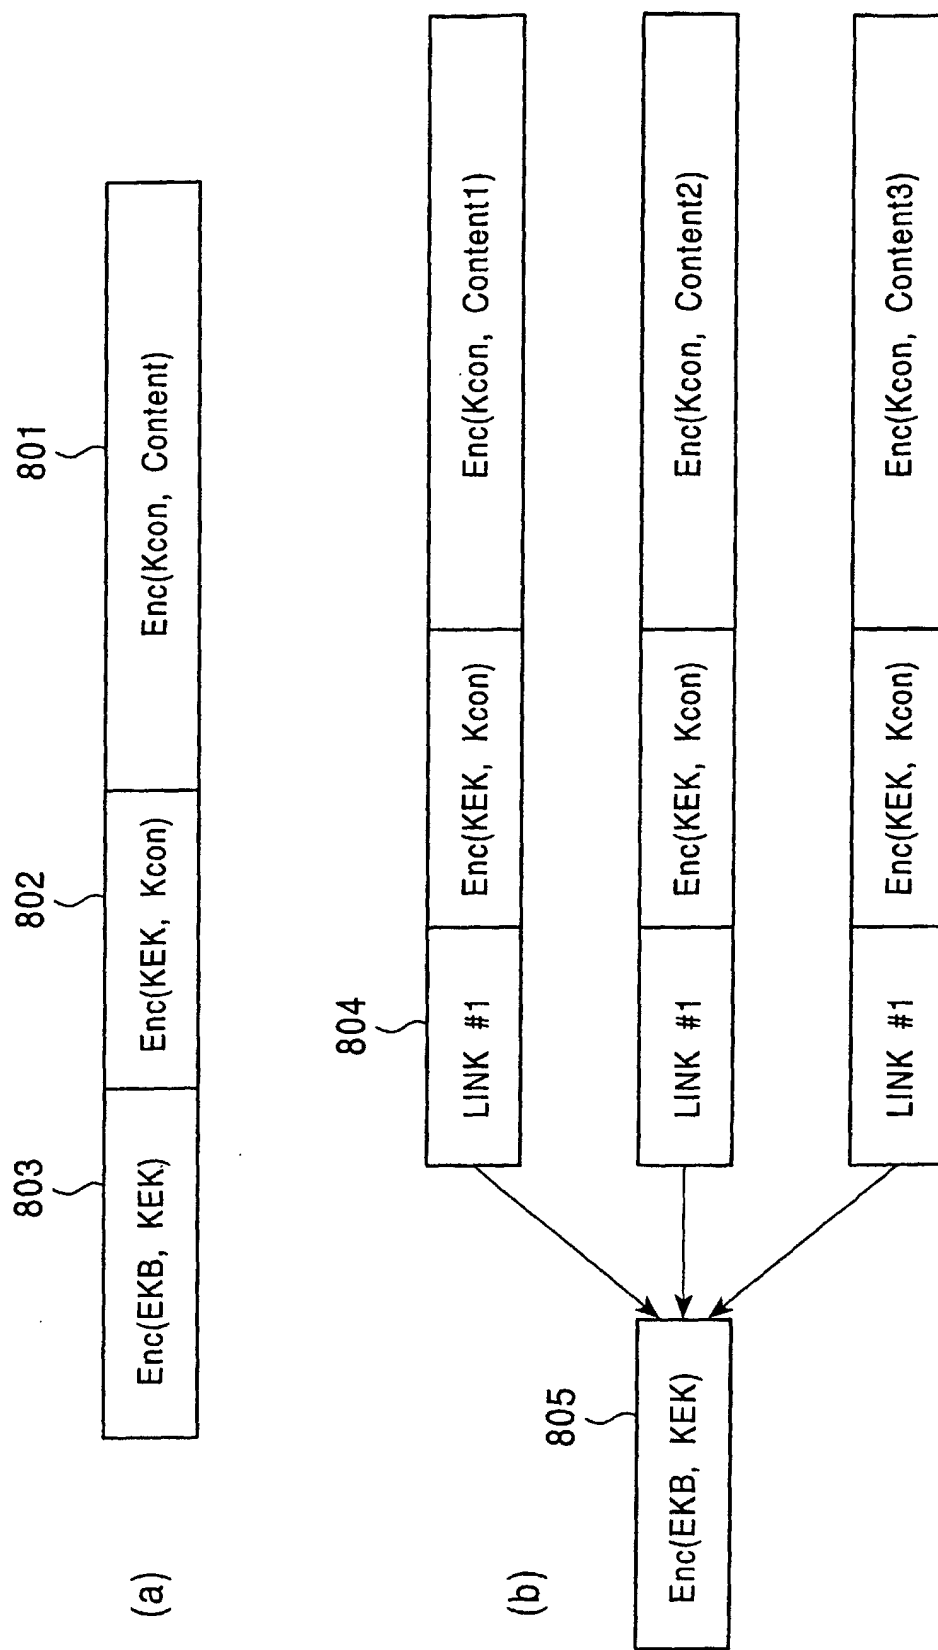 (a)
803
802
801
Enc(EKB, KEK)
Enc(KEK, Kcon)
Enc(Kcon, Content)
(b)
805
Enc(EKB, KEK)
804
LINK #1
Enc(KEK, Kcon)
Enc(Kcon, Content1)
LINK #1
Enc(KEK, Kcon)
Enc(Kcon, Content2)
LINK #1
Enc(KEK, Kcon)
Enc(Kcon, Content3)